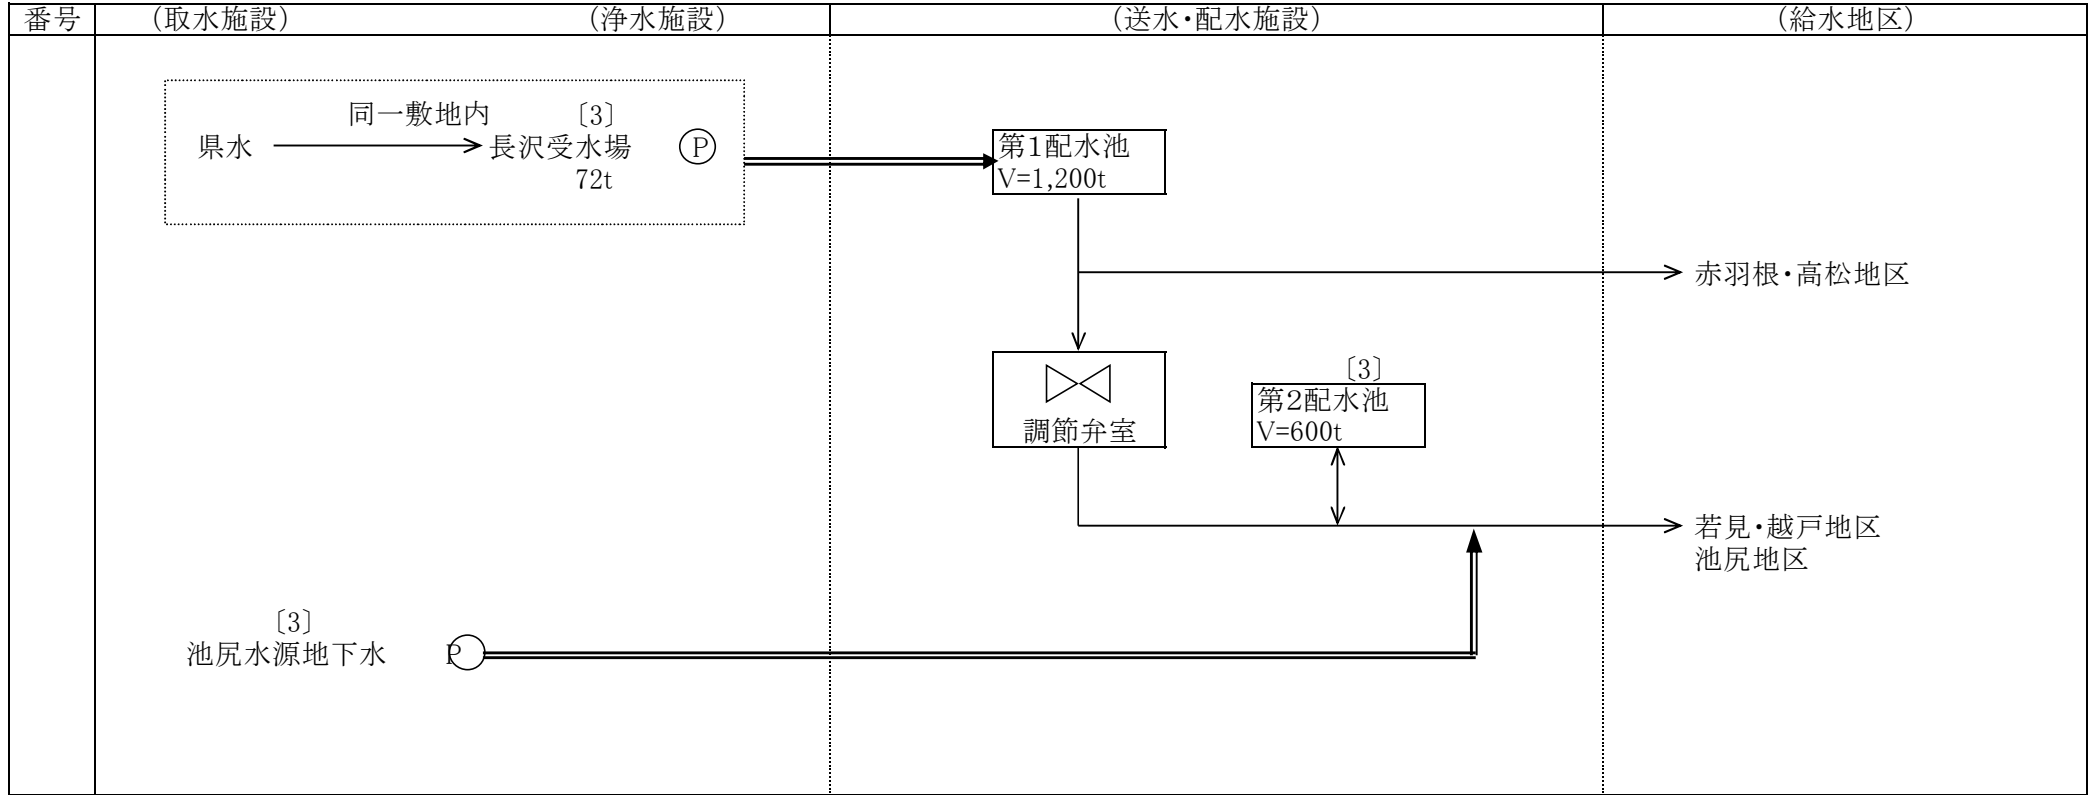 番号
（取水施設）
（浄水施設）
（送水・配水施設）
（給水地区）
同一敷地内
〔3〕
県水
長沢受水場
P
72t
第1配水池
V=1,200t
赤羽根・高松地区
調節弁室
〔3〕
第2配水池
V=600t
若見・越戸地区
池尻地区
〔3〕
池尻水源地下水
P